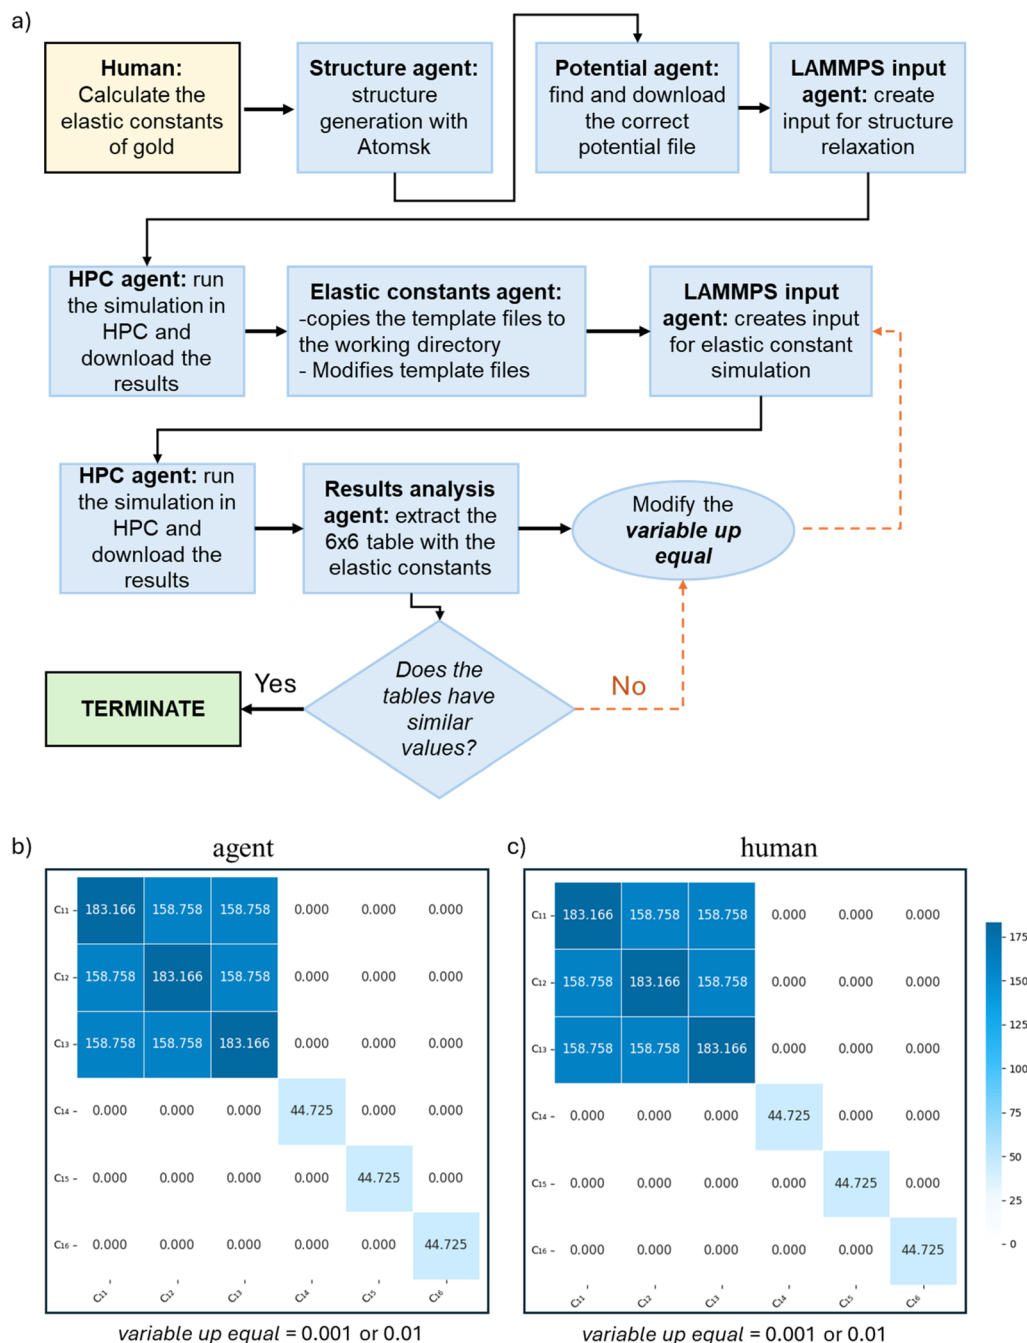 a)
Human:
Calculate the
elastic constants
of gold
Structure agent:
structure
generation with
Atomsk
Potential agent:
find and download
the correct
potential file
LAMMPS input
agent: create
input for structure
relaxation
HPC agent: run
the simulation in
HPC and
download the
results
Elastic constants agent:
-copies the template files to
the working directory
- Modifies template files
LAMMPS input
agent: creates input
for elastic constant
simulation
HPC agent: run
the simulation in
HPC and
download the
results
Results analysis
agent: extract the
6x6 table with the
elastic constants
Modify the
variable up
equal
Does the
tables have
similar
values?
Yes
No
TERMINATE
b)
agent
C₁₁ 183.166 158.758 158.758 0.000 0.000 0.000
C₁₂ 158.758 183.166 158.758 0.000 0.000 0.000
C₁₃ 158.758 158.758 183.166 0.000 0.000 0.000
C₁₄ 0.000 0.000 0.000 44.725 0.000 0.000
C₁₅ 0.000 0.000 0.000 0.000 44.725 0.000
C₁₆ 0.000 0.000 0.000 0.000 0.000 44.725
C₁₁ C₁₂ C₁₃ C₁₄ C₁₅ C₁₆
variable up equal = 0.001 or 0.01
c)
human
C₁₁ 183.166 158.758 158.758 0.000 0.000 0.000
C₁₂ 158.758 183.166 158.758 0.000 0.000 0.000
C₁₃ 158.758 158.758 183.166 0.000 0.000 0.000
C₁₄ 0.000 0.000 0.000 44.725 0.000 0.000
C₁₅ 0.000 0.000 0.000 0.000 44.725 0.000
C₁₆ 0.000 0.000 0.000 0.000 0.000 44.725
C₁₁ C₁₂ C₁₃ C₁₄ C₁₅ C₁₆
variable up equal = 0.001 or 0.01
175
150
125
100
75
50
25
0